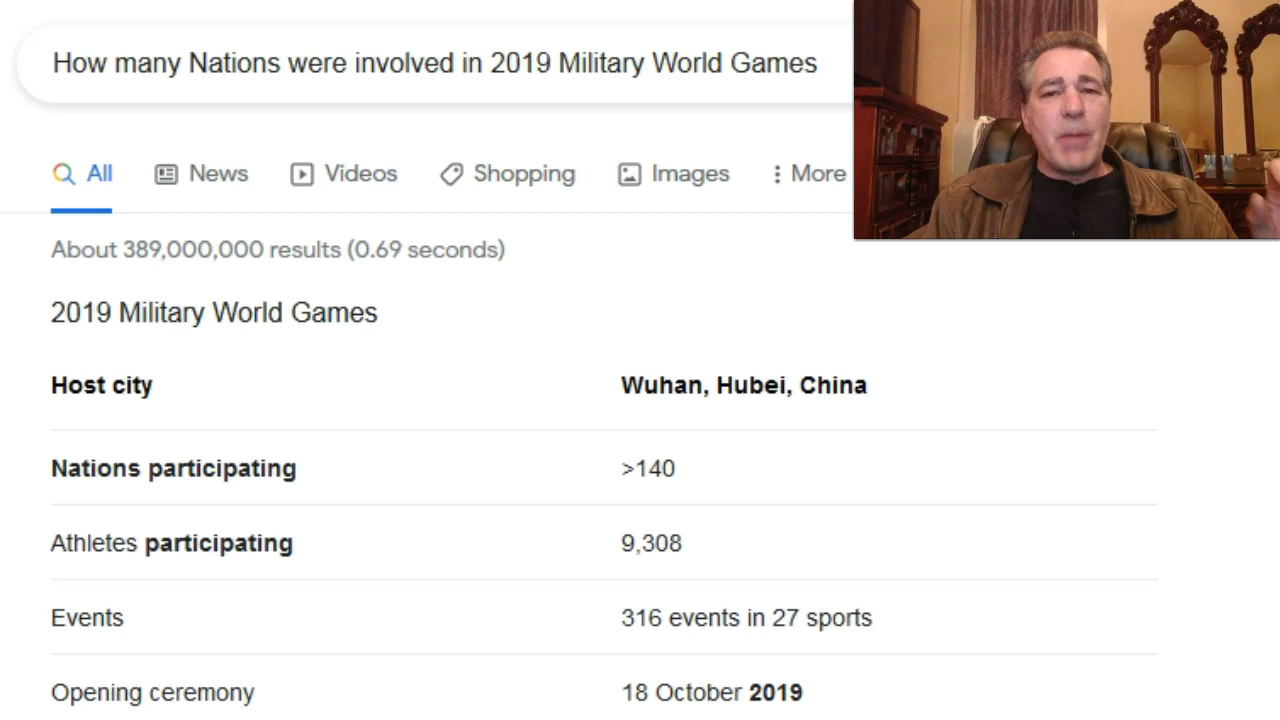 How many Nations were involved in 2019 Military World Games
All News Videos Shopping Images More
About 389,000,000 results (0.69 seconds)
2019 Military World Games
Host city Wuhan, Hubei, China
Nations participating >140
Athletes participating 9,308
Events 316 events in 27 sports
Opening ceremony 18 October 2019